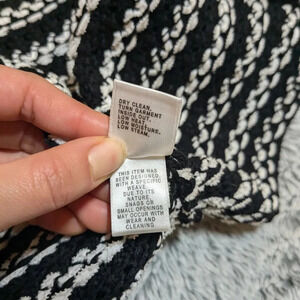 DRY CLEAN,
TURN GARMENT
INSIDE OUT,
LOW HEAT,
LOW MOISTURE,
LOW STEAM.
THIS ITEM HAS
BEEN DESIGNED
WITH A SPECIFIC
WEAVE.
DUE TO ITS
NATURE,
SNAGS OR
SMALL OPENINGS
MAY OCCUR WITH
WEAR AND
CLEANING